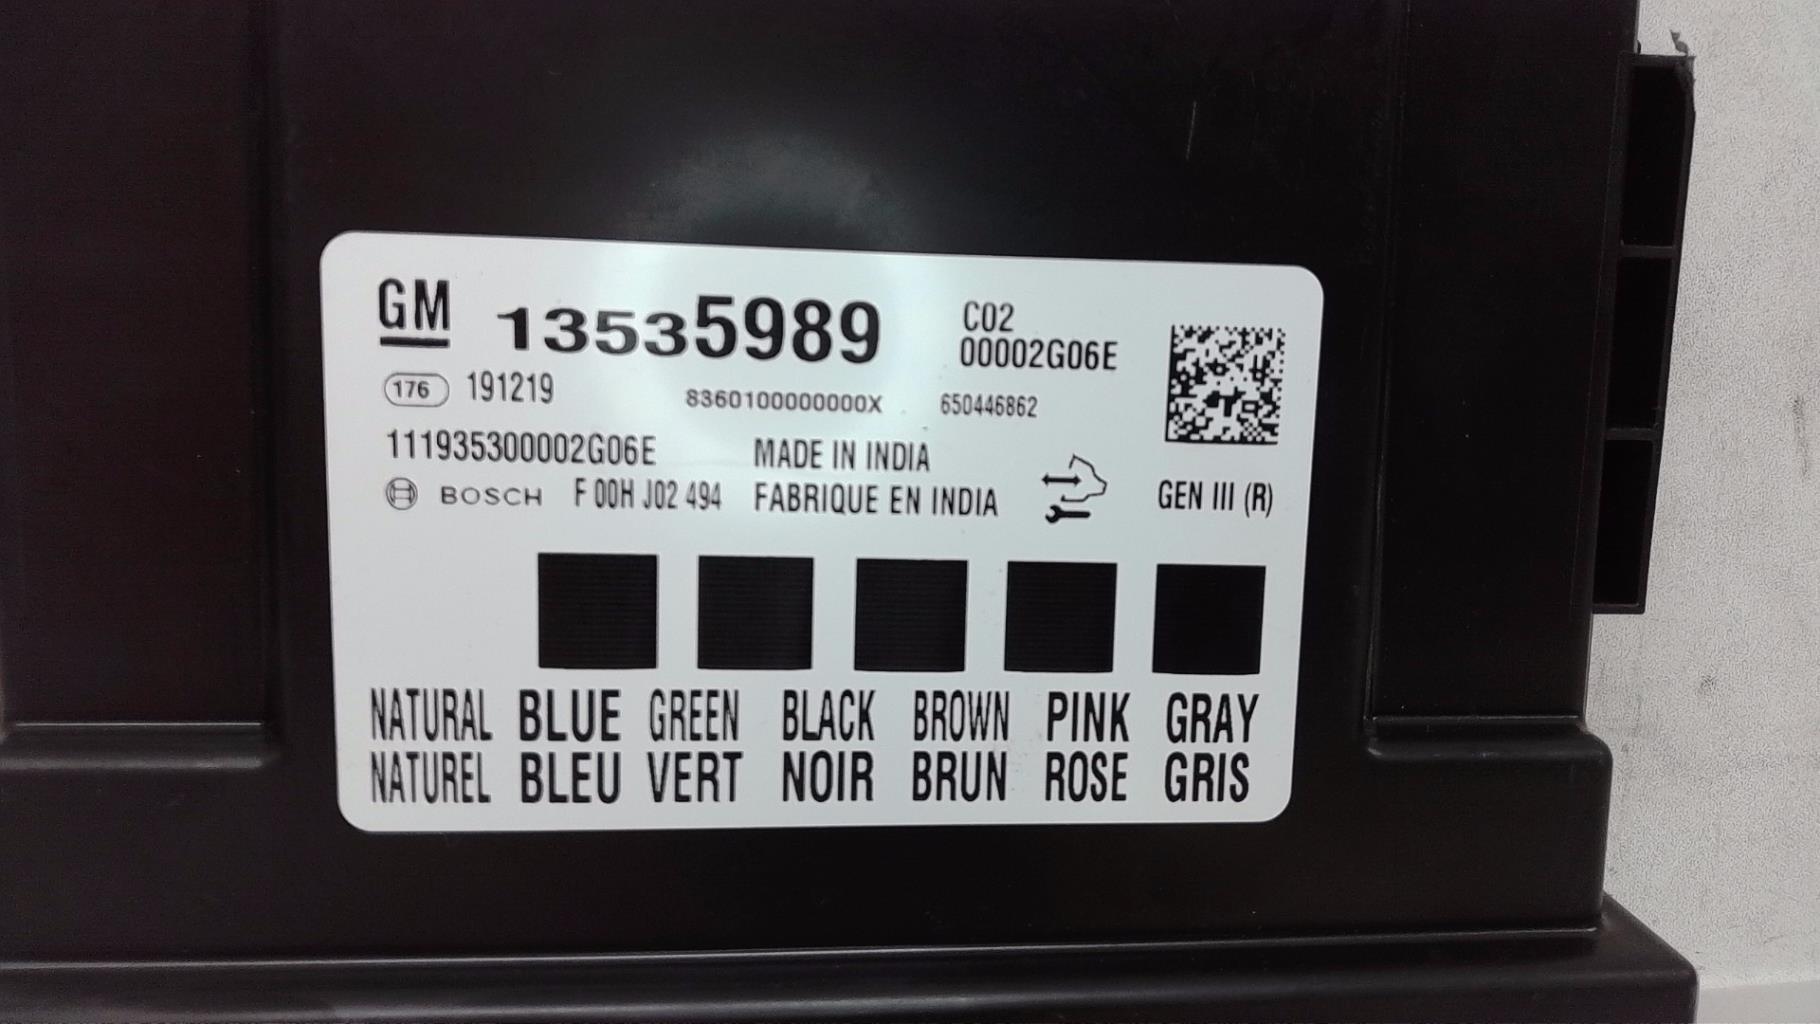 GM 13535989 C02
00002G06E
176 191219 8360100000000X 650446862
111935300002G06E MADE IN INDIA
BOSCH F 00H J02 494 FABRIQUE EN INDIA GEN III (R)
NATURAL BLUE GREEN BLACK BROWN PINK GRAY
NATUREL BLEU VERT NOIR BRUN ROSE GRIS